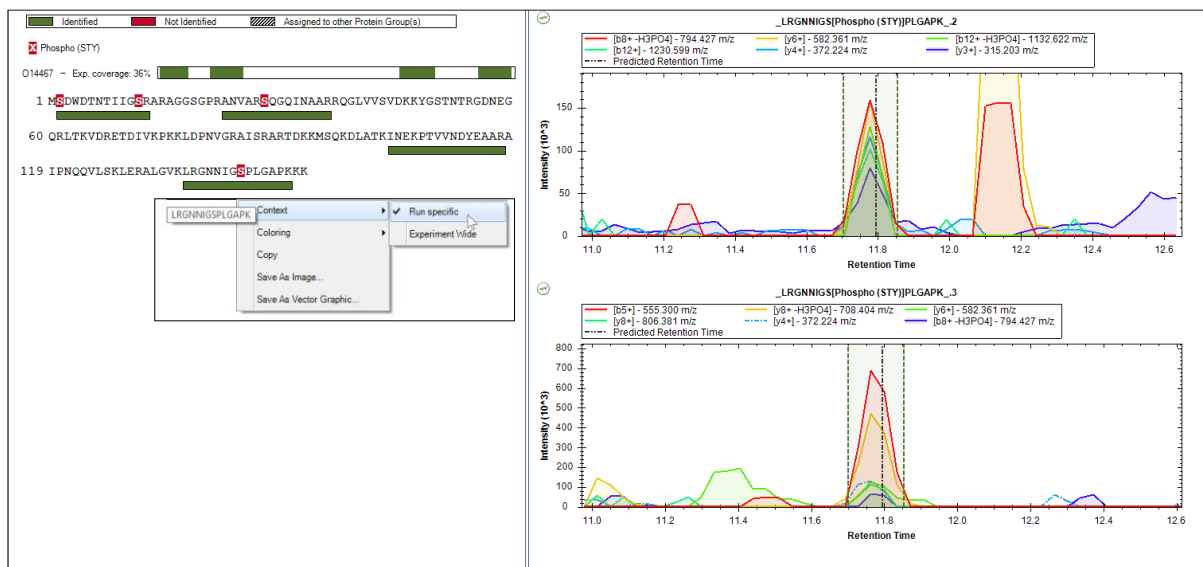 Identified Not Identified Assigned to other Protein Group(s)
X Phospho (STY)
O14467 – Exp. coverage: 36%
1 MSDWDTNTIIGSRARAGGSGPRANVARSQGQINAARRQGLVVSVDKKYGSTNTRGDNEG
60 QRLTKVDRETDIVKPKKLDPNVGRAISRARTDKKMSQKDLATKINEKPTVVNDYEAARA
119 IPNQQVLSKLERALGVKLRGNNIGSPLGAPKKK
LRGNNIGSPLGAPK
Context
Coloring
Copy
Save As Image...
Save As Vector Graphic...
Run specific
Experiment Wide
_LRGNNIGS[Phospho (STY)]PLGAPK_.2
[b8+ -H3PO4] - 794.427 m/z [y6+] - 582.361 m/z [b12+ -H3PO4] - 1132.622 m/z
[b12+] - 1230.599 m/z [y4+] - 372.224 m/z [y3+] - 315.203 m/z
Predicted Retention Time
Intensity (10^3)
150
100
50
0
11.0 11.2 11.4 11.6 11.8 12.0 12.2 12.4 12.6
Retention Time
_LRGNNIGS[Phospho (STY)]PLGAPK_.3
[b5+] - 555.300 m/z [y8+ -H3PO4] - 708.404 m/z [y6+] - 582.361 m/z
[y8+] - 806.381 m/z [y4+] - 372.224 m/z [b8+ -H3PO4] - 794.427 m/z
Predicted Retention Time
Intensity (10^3)
800
700
600
500
400
300
200
100
0
11.0 11.2 11.4 11.6 11.8 12.0 12.2 12.4 12.6
Retention Time